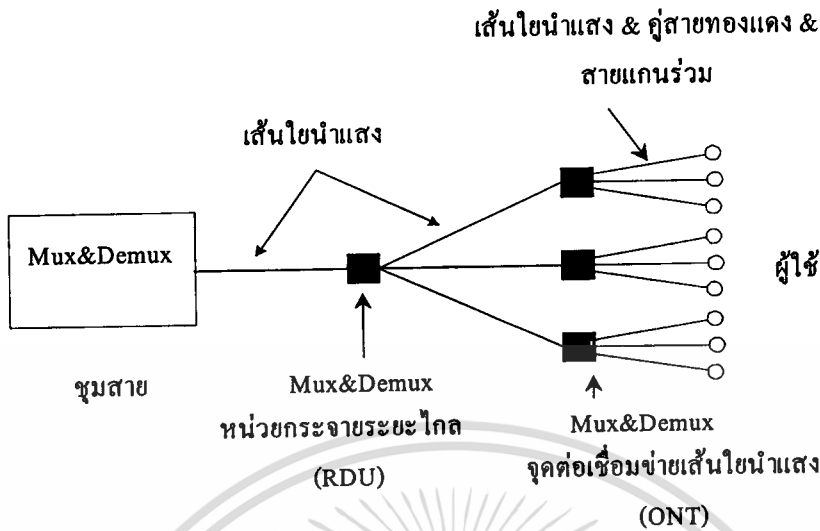 เส้นใยนำแสง & คู่สายทองแดง &
สายแกนร่วม
เส้นใยนำแสง
Mux&Demux
ผู้ใช้
ชุมสาย
Mux&Demux
หน่วยกระจายระยะไกล
(RDU)
Mux&Demux
จุดต่อเชื่อมข่ายเส้นใยนำแสง
(ONT)